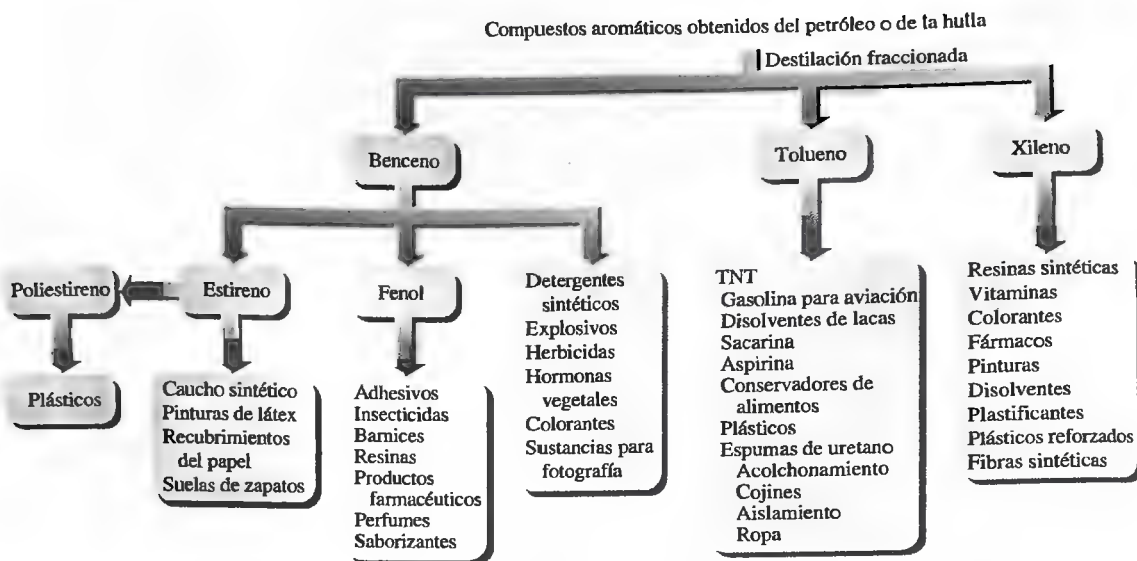 Compuestos aromáticos obtenidos del petróleo o de ta hutla
Destilación fraccionada
Benceno
Tolueno
Xileno
Poliestireno
Estireno
Fenol
Plásticos
Caucho sintético
Pinturas de látex
Recubrimientos
del papel
Suelas de zapatos
Adhesivos
Insecticidas
Barnices
Resinas
Productos
farmacéuticos
Perfumes
Saborizantes
Detergentes
sintéticos
Explosivos
Herbicidas
Hormonas
vegetales
Colorantes
Sustancias para
fotografía
TNT
Gasolina para aviación
Disolventes de lacas
Sacarina
Aspirina
Conservadores de
alimentos
Plásticos
Espumas de uretano
Acolchonamiento
Cojines
Aislamiento
Ropa
Resinas sintéticas
Vitaminas
Colorantes
Fármacos
Pinturas
Disolventes
Plastificantes
Plásticos reforzados
Fibras sintéticas